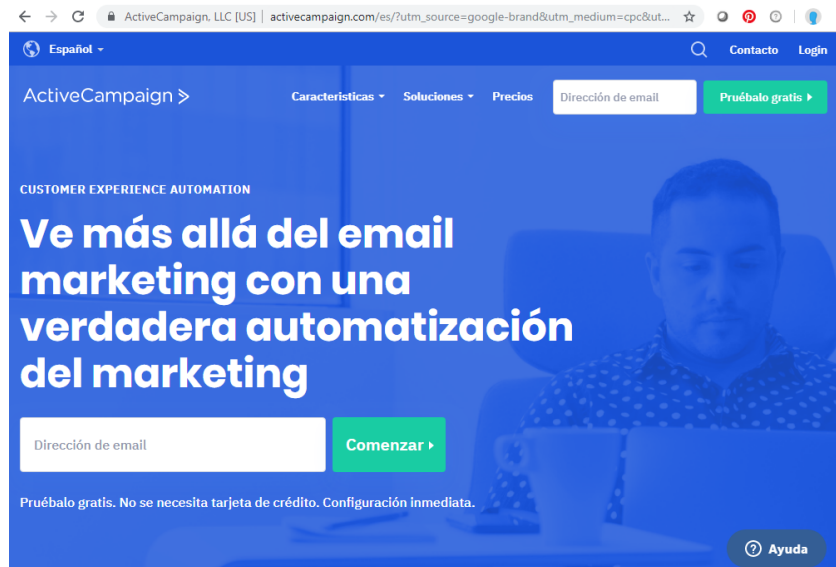 ActiveCampaign, LLC [US] | activecampaign.com/es/?utm_source=google-brand&utm_medium=cpc&ut...
Español
Contacto Login
ActiveCampaign >
Caracteristicas Soluciones Precios Dirección de email Pruébalo gratis
CUSTOMER EXPERIENCE AUTOMATION
Ve más allá del email
marketing con una
verdadera automatización
del marketing
Dirección de email Comenzar
Pruébalo gratis. No se necesita tarjeta de crédito. Configuración inmediata.
? Ayuda